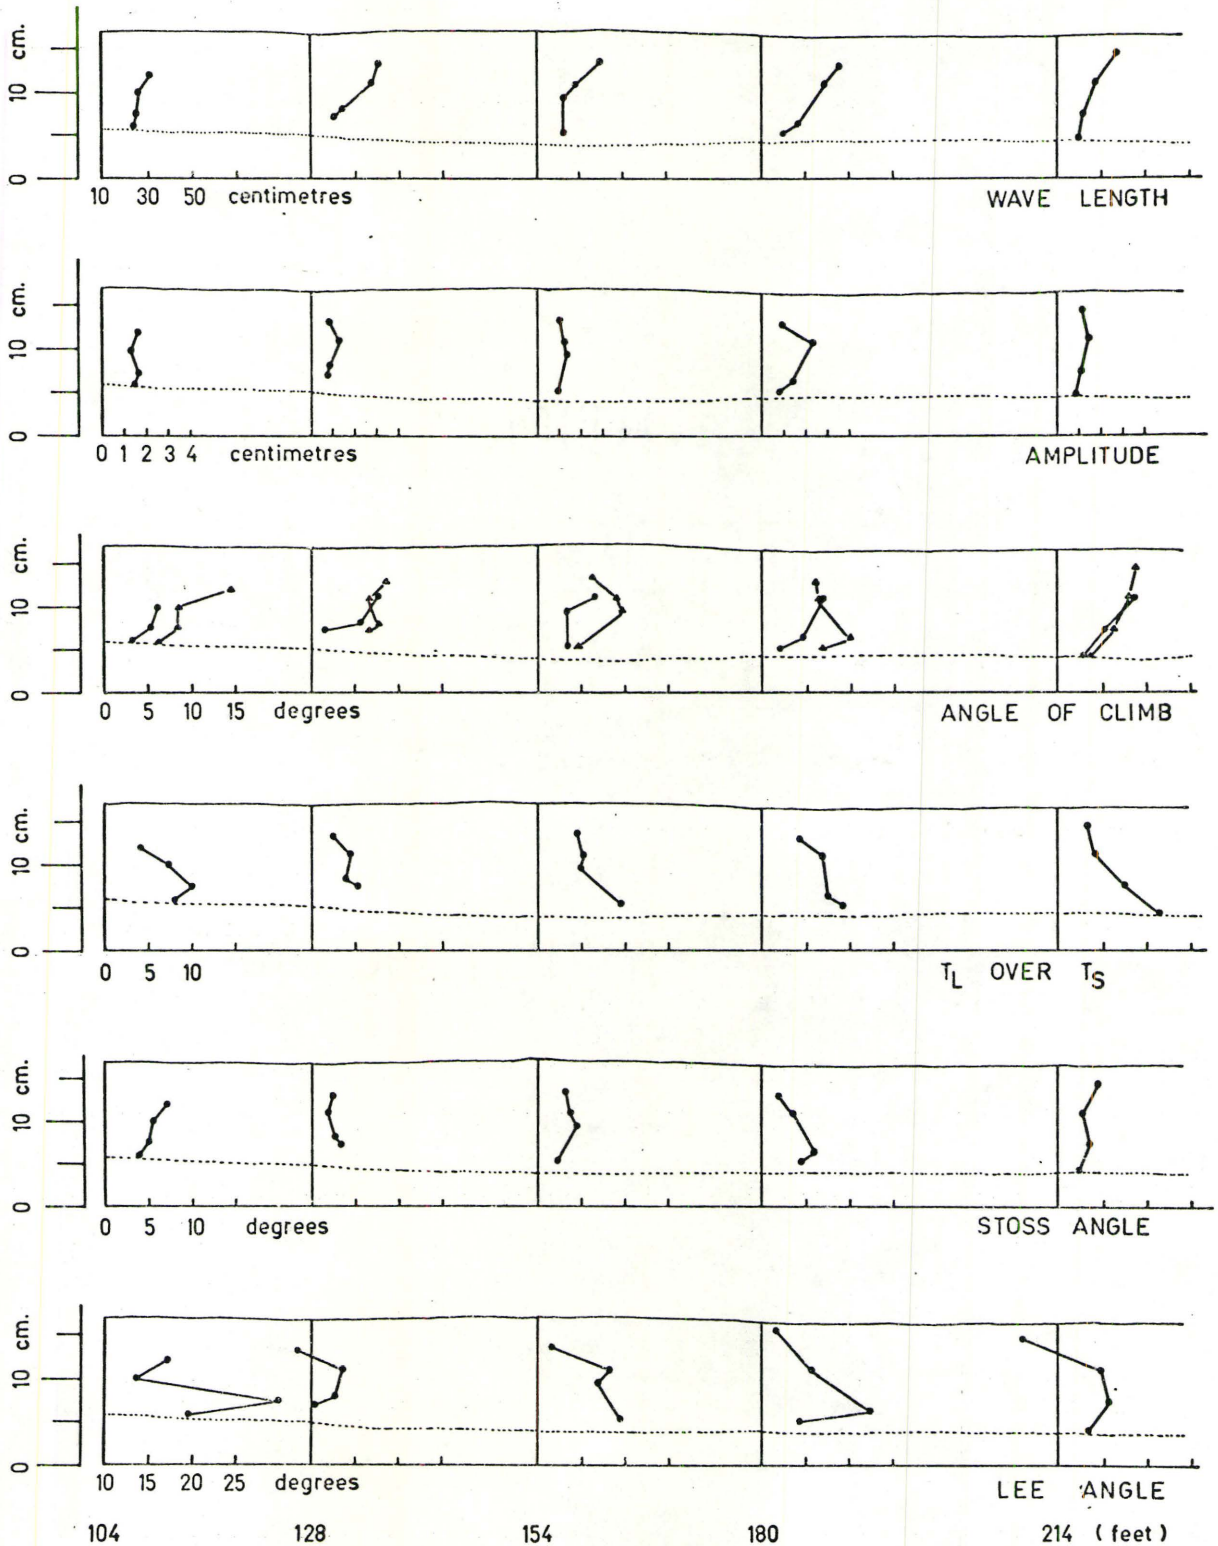 cm.
10
0
10 30 50 centimetres WAVE LENGTH
cm.
10
0
0 1 2 3 4 centimetres AMPLITUDE
cm.
10
0
0 5 10 15 degrees ANGLE OF CLIMB
cm.
10
0
0 5 10 TL OVER TS
cm.
10
0
0 5 10 degrees STOSS ANGLE
cm.
10
0
10 15 20 25 degrees LEE ANGLE
104 128 154 180 214 (feet)